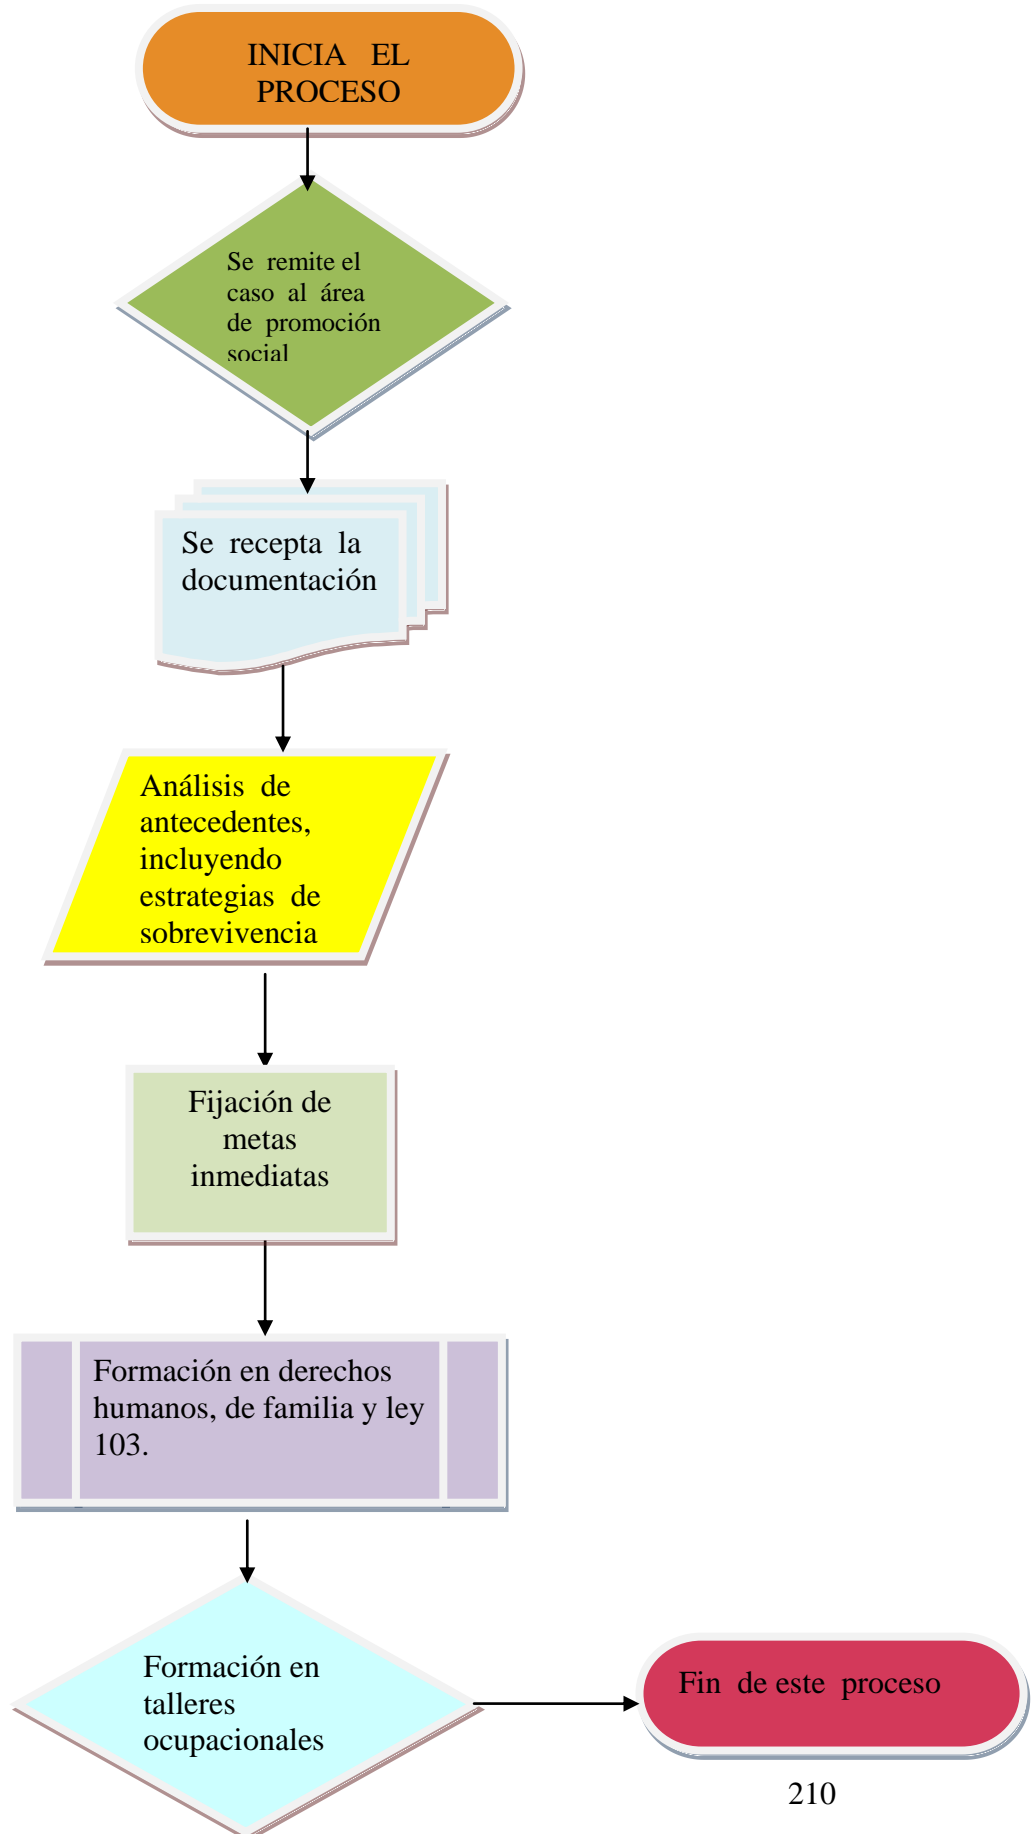 INICIA EL
PROCESO
Se remite el
caso al área
de promoción
social
Se recepta la
documentación
Análisis de
antecedentes,
incluyendo
estrategias de
sobrevivencia
Fijación de
metas
inmediatas
Formación en derechos
humanos, de familia y ley
103.
Formación en
talleres
ocupacionales
Fin de este proceso
210